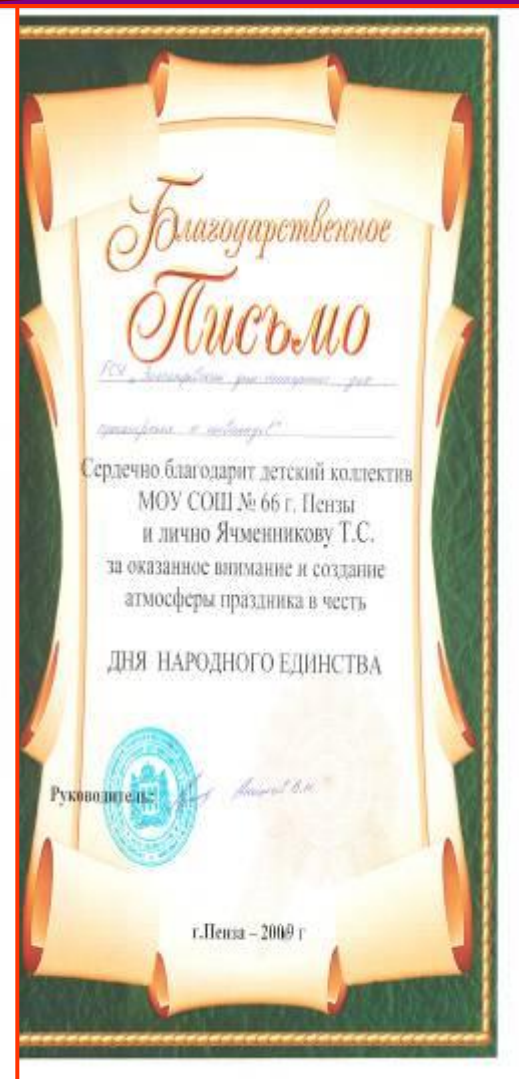 Благодарственное
Письмо
дом
и
Сердечно благодарит детский коллектив
МОУ СОШ № 66 г. Пензы
и лично Ячменникову Т.С.
за оказанное внимание и создание
атмосферы праздника в честь
ДНЯ НАРОДНОГО ЕДИНСТВА
Руководитель: В.Н.
г.Пенза – 2009 г